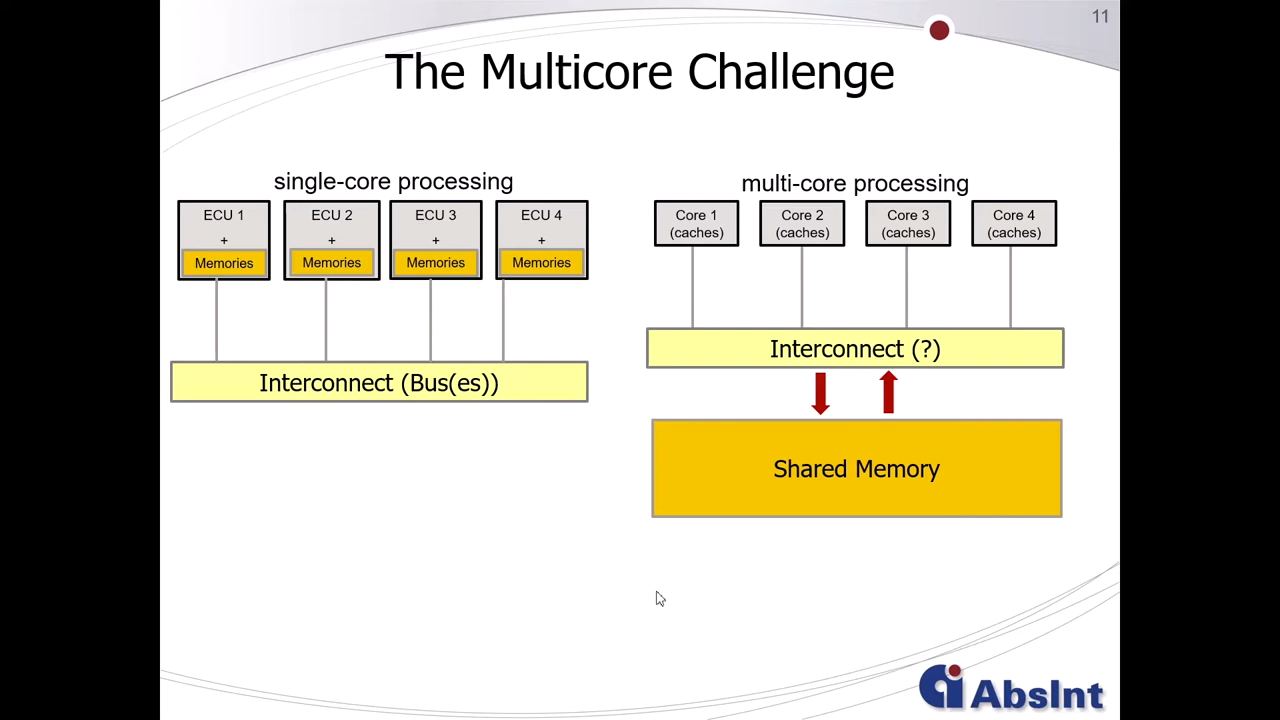 11
The Multicore Challenge
single-core processing
ECU 1
+
Memories
ECU 2
+
Memories
ECU 3
+
Memories
ECU 4
+
Memories
Interconnect (Bus(es))
multi-core processing
Core 1
(caches)
Core 2
(caches)
Core 3
(caches)
Core 4
(caches)
Interconnect (?)
Shared Memory
AbsInt